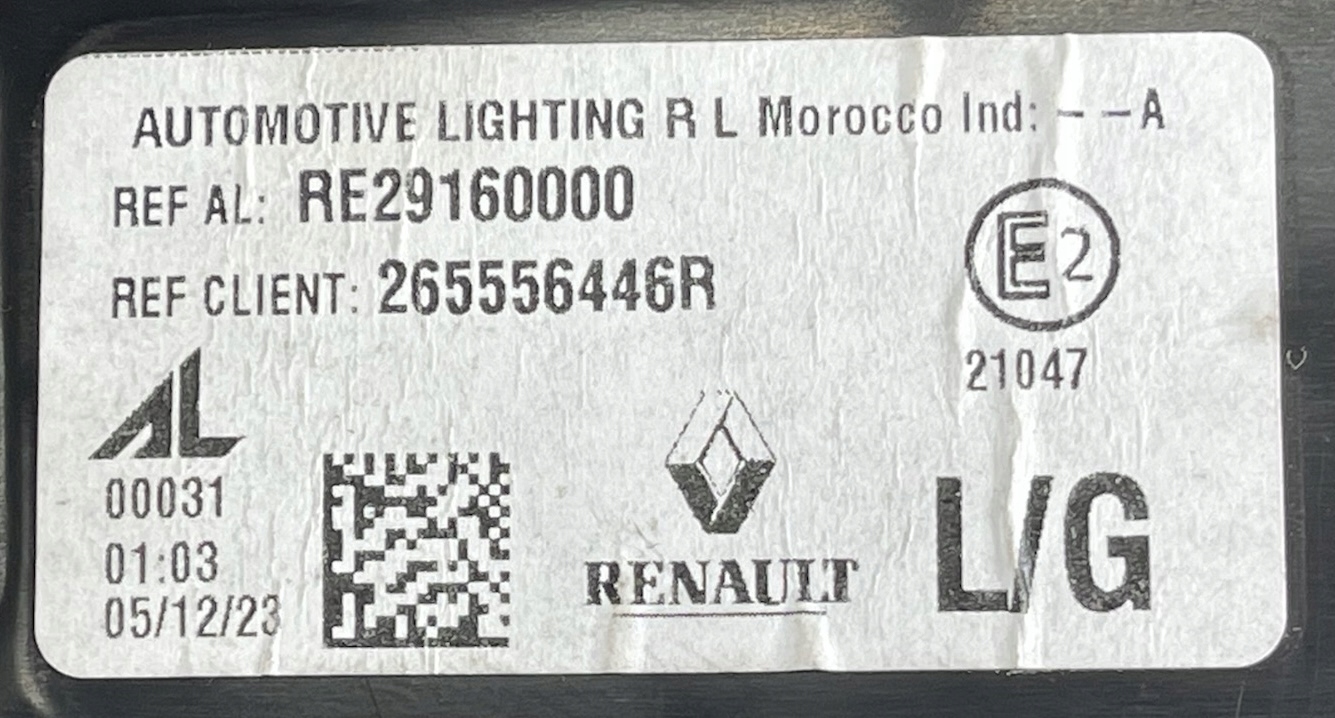 AUTOMOTIVE LIGHTING R L Morocco Ind: - -A
REF AL: RE29160000
REF CLIENT: 265556446R
E2
21047
AL
00031
01:03
05/12/23
RENAULT
L/G